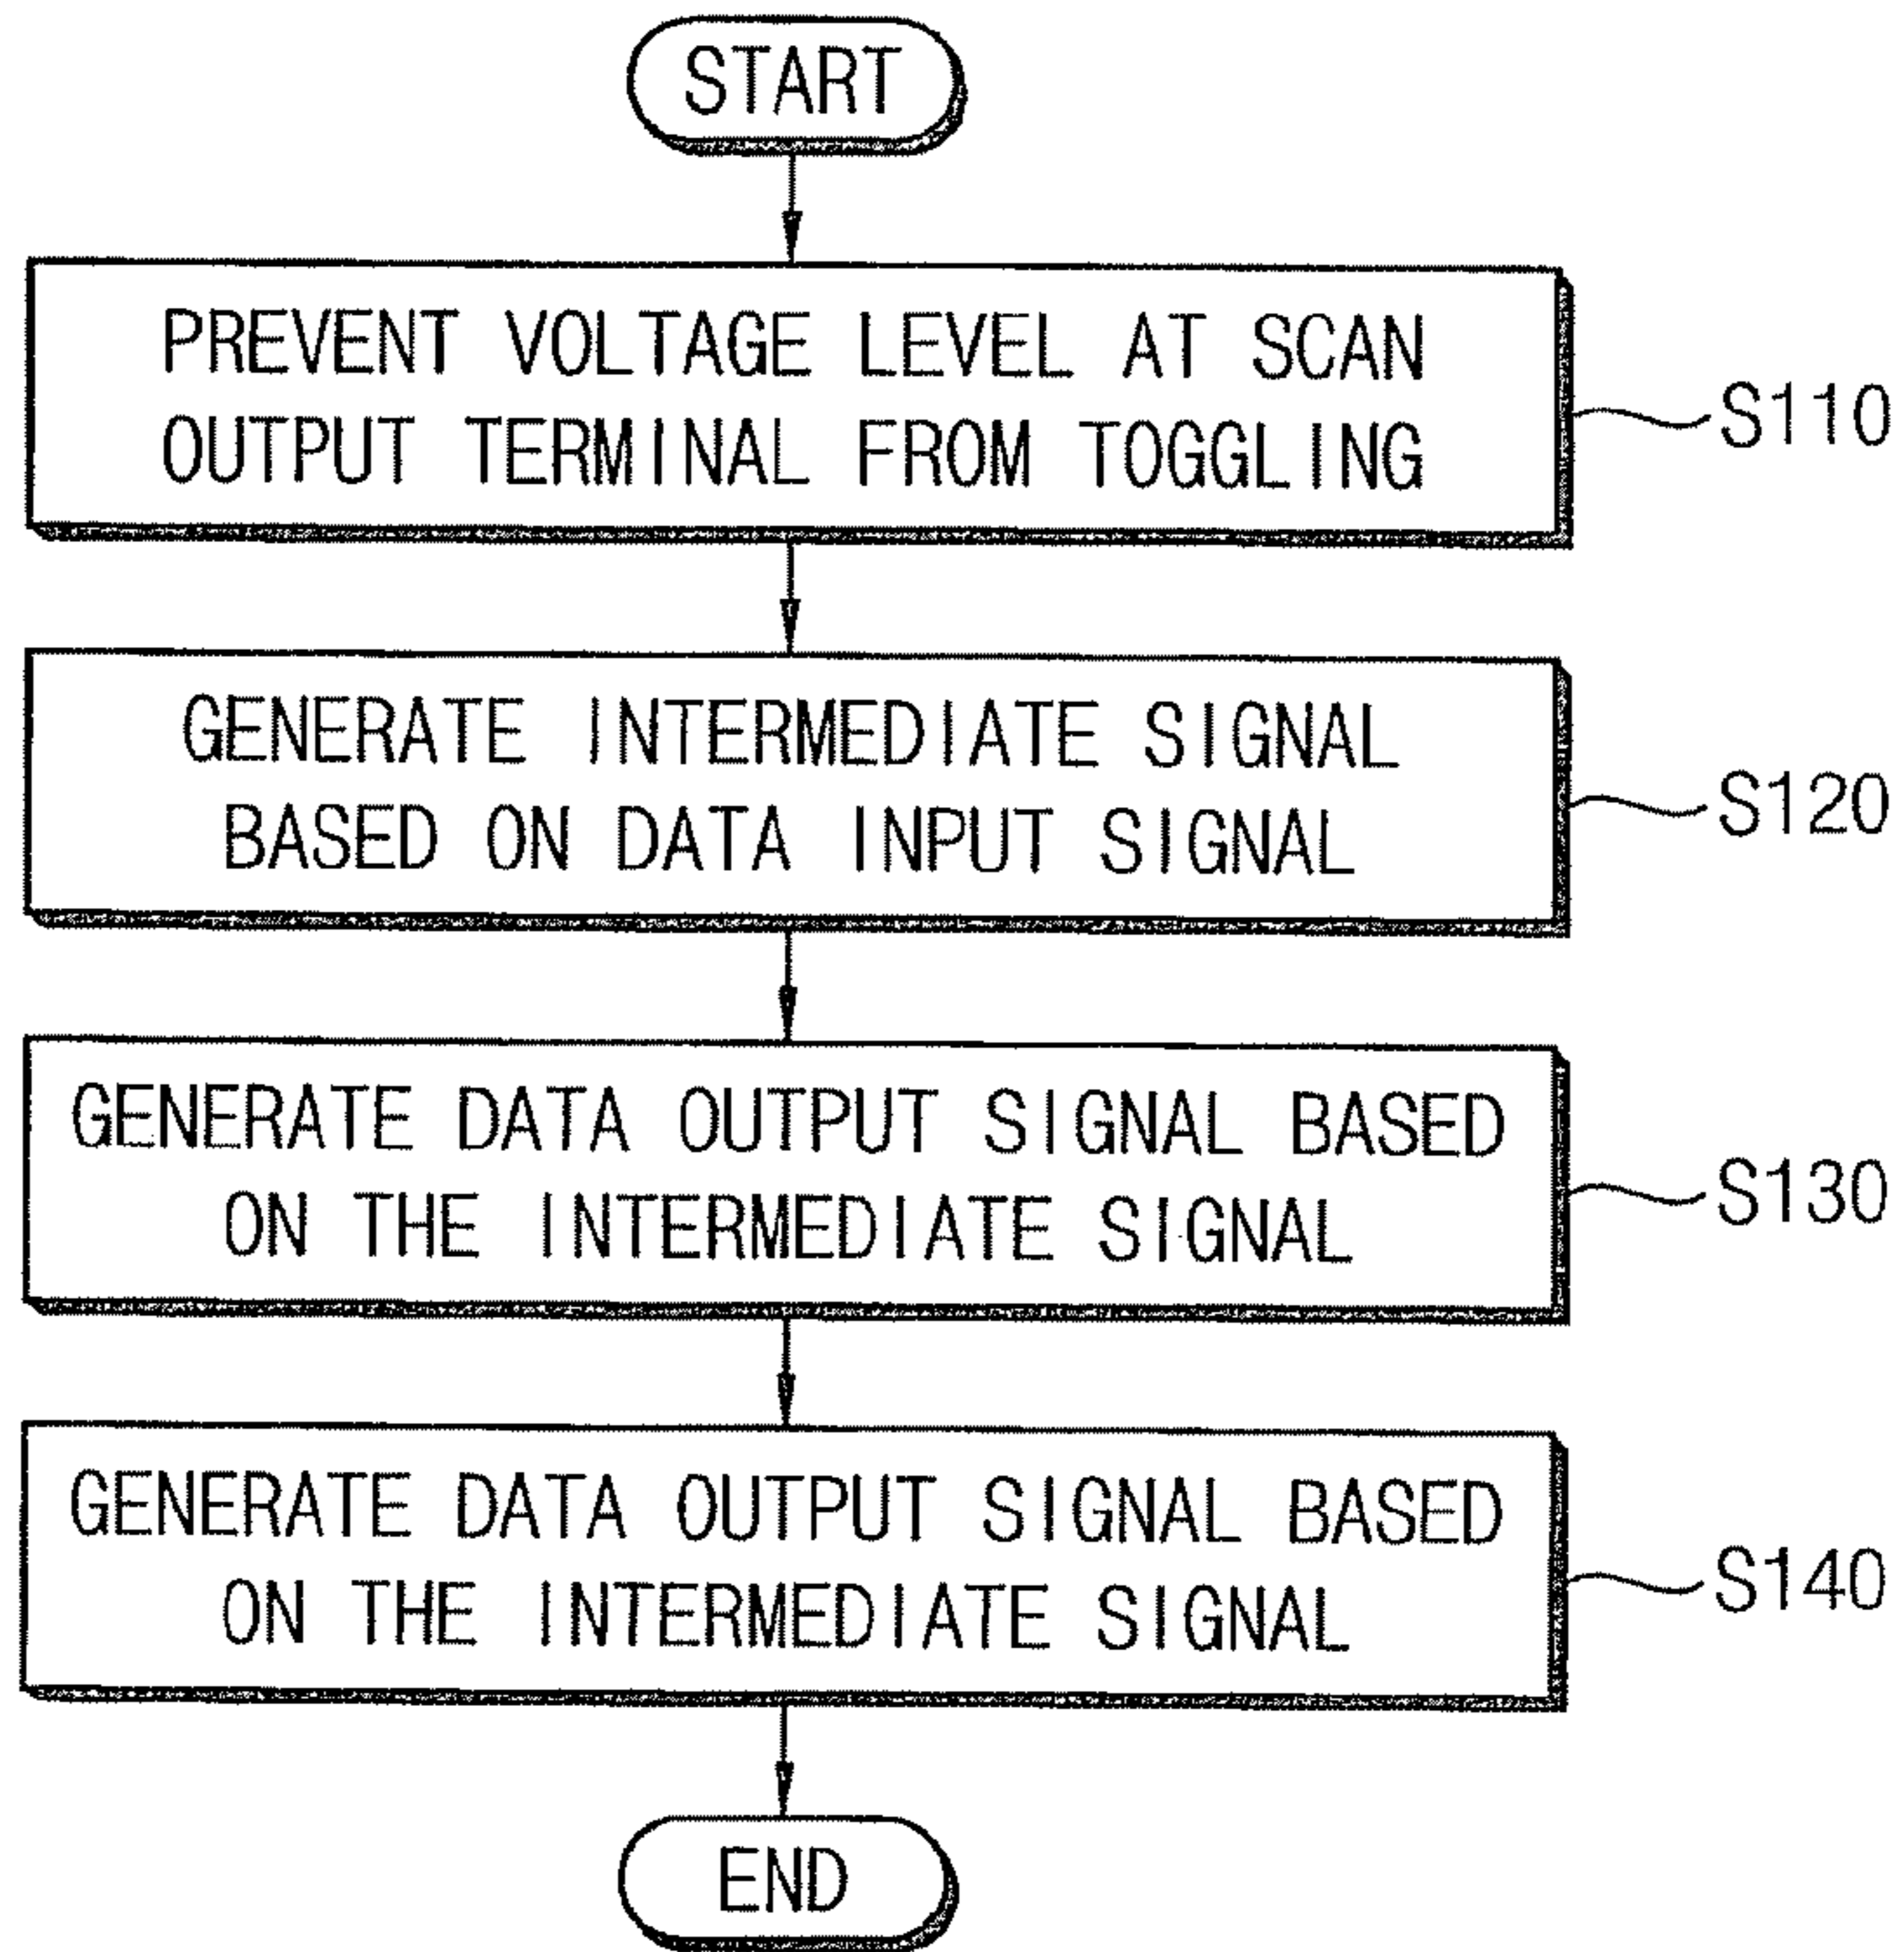 START
PREVENT VOLTAGE LEVEL AT SCAN
OUTPUT TERMINAL FROM TOGGLING
S110
GENERATE INTERMEDIATE SIGNAL
BASED ON DATA INPUT SIGNAL
S120
GENERATE DATA OUTPUT SIGNAL BASED
ON THE INTERMEDIATE SIGNAL
S130
GENERATE DATA OUTPUT SIGNAL BASED
ON THE INTERMEDIATE SIGNAL
S140
END